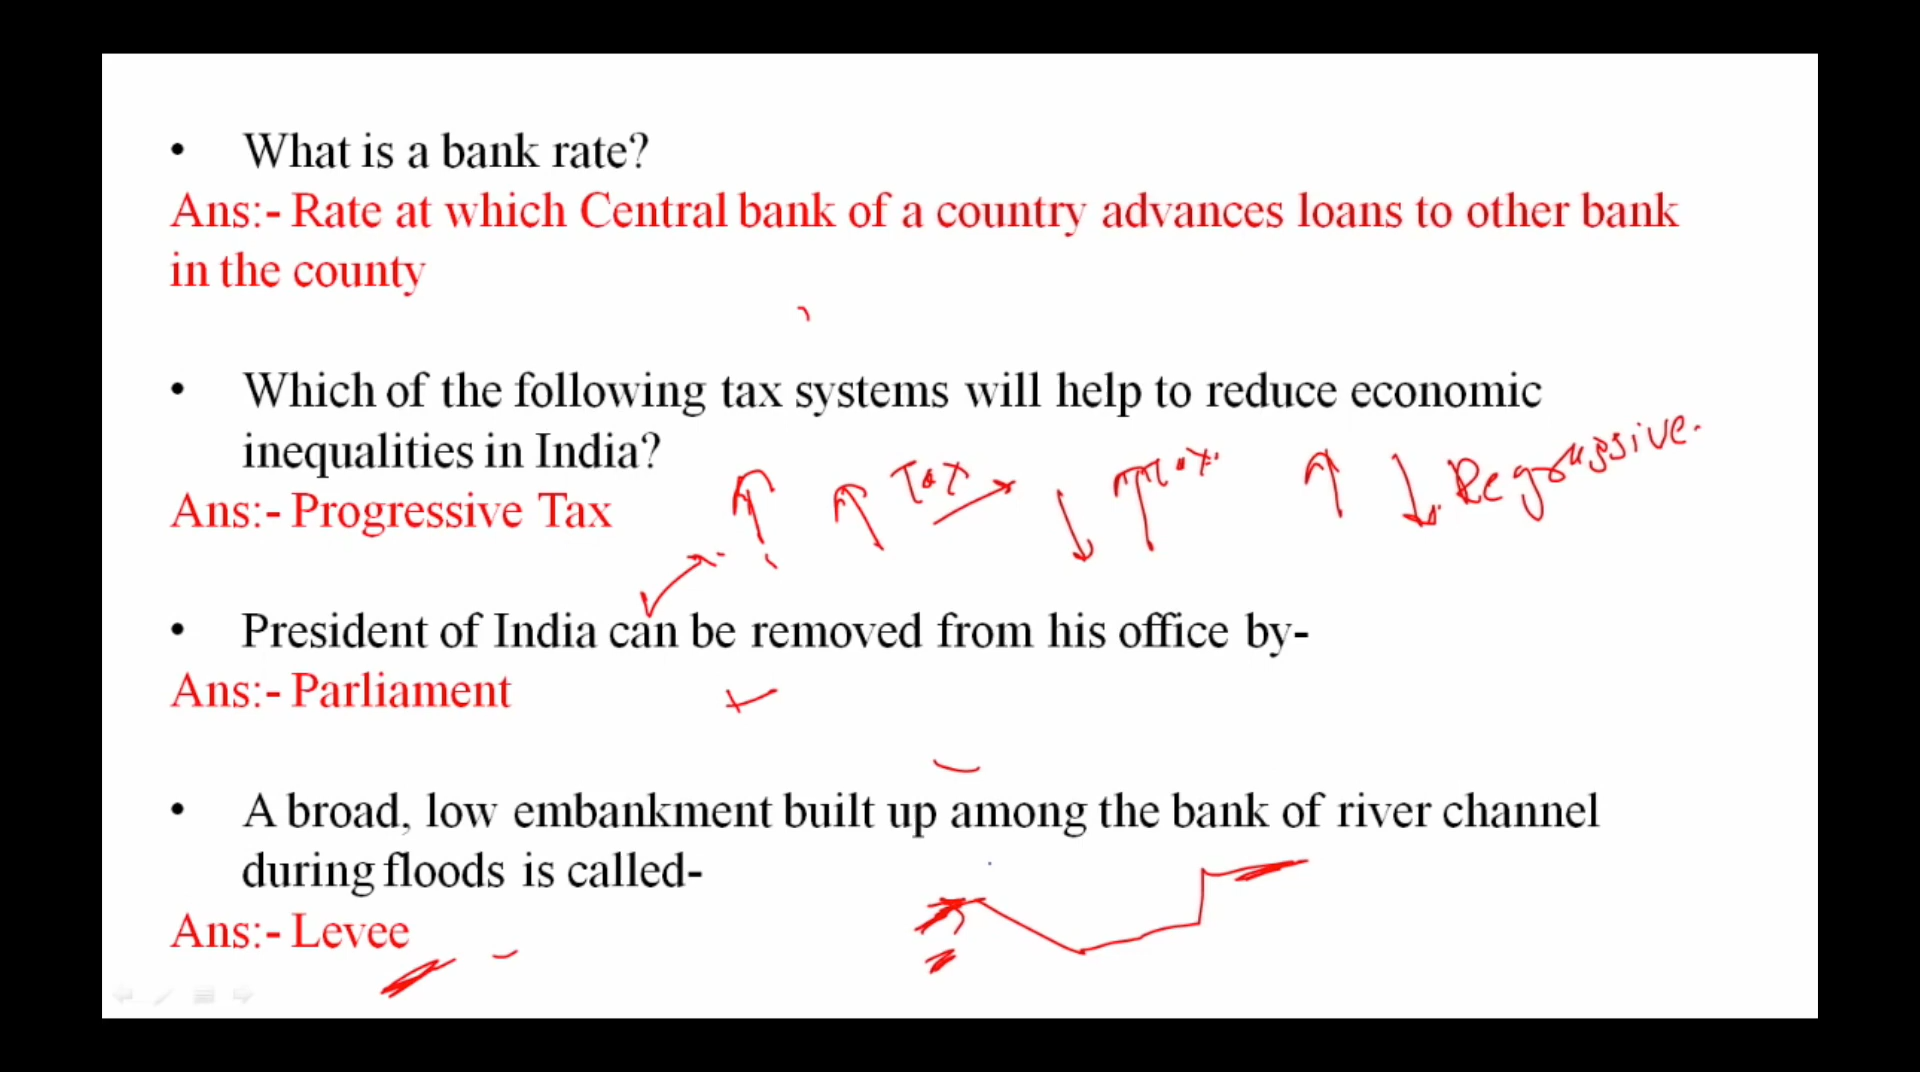 • What is a bank rate?
Ans:- Rate at which Central bank of a country advances loans to other bank
in the county
• Which of the following tax systems will help to reduce economic
inequalities in India?
Ans:- Progressive Tax
Tax
Tax
Regressive.
• President of India can be removed from his office by-
Ans:- Parliament
• A broad, low embankment built up among the bank of river channel
during floods is called-
Ans:- Levee